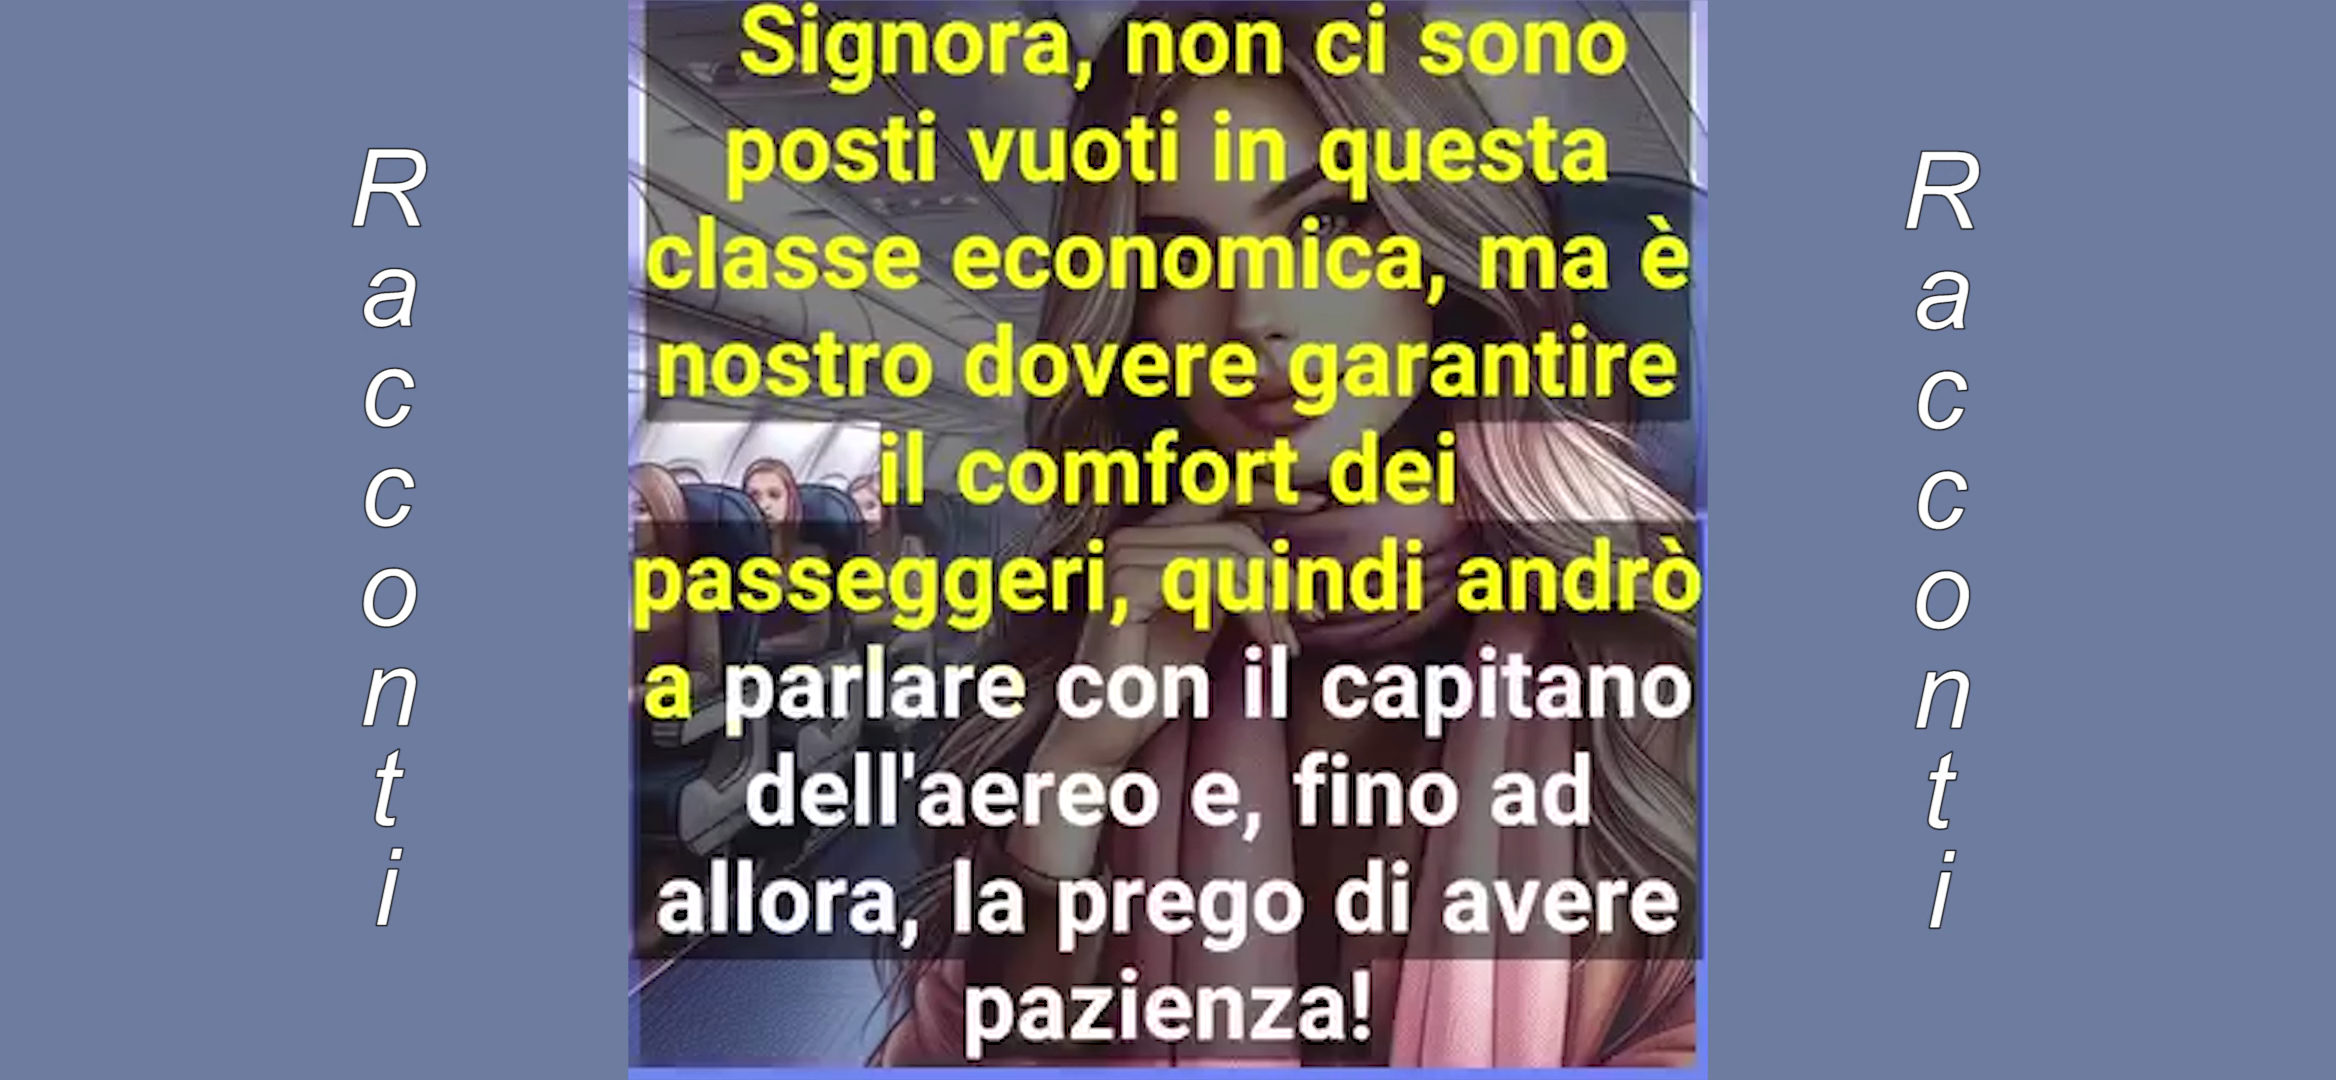 Racconti
Signora, non ci sono
posti vuoti in questa
classe economica, ma è
nostro dovere garantire
il comfort dei
passeggeri, quindi andrò
a parlare con il capitano
dell'aereo e, fino ad
allora, la prego di avere
pazienza!
Racconti